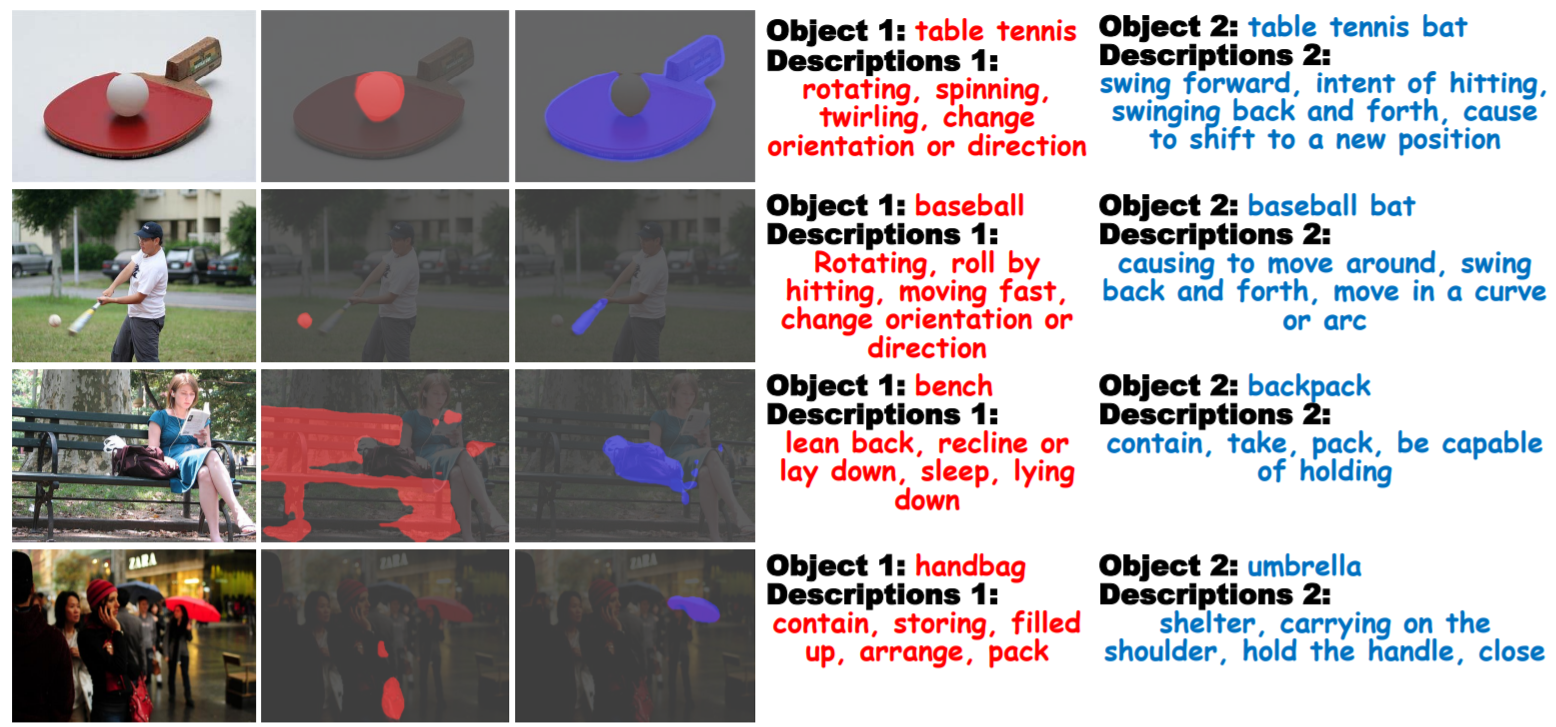 Object 1: table tennis
Descriptions 1:
rotating, spinning,
twirling, change
orientation or direction
Object 2: table tennis bat
Descriptions 2:
swing forward, intent of hitting,
swinging back and forth, cause
to shift to a new position
Object 1: baseball
Descriptions 1:
Rotating, roll by
hitting, moving fast,
change orientation or
direction
Object 2: baseball bat
Descriptions 2:
causing to move around, swing
back and forth, move in a curve
or arc
Object 1: bench
Descriptions 1:
lean back, recline or
lay down, sleep, lying
down
Object 2: backpack
Descriptions 2:
contain, take, pack, be capable
of holding
ZARA
ZARA
Object 1: handbag
Descriptions 1:
contain, storing, filled
up, arrange, pack
Object 2: umbrella
Descriptions 2:
shelter, carrying on the
shoulder, hold the handle, close